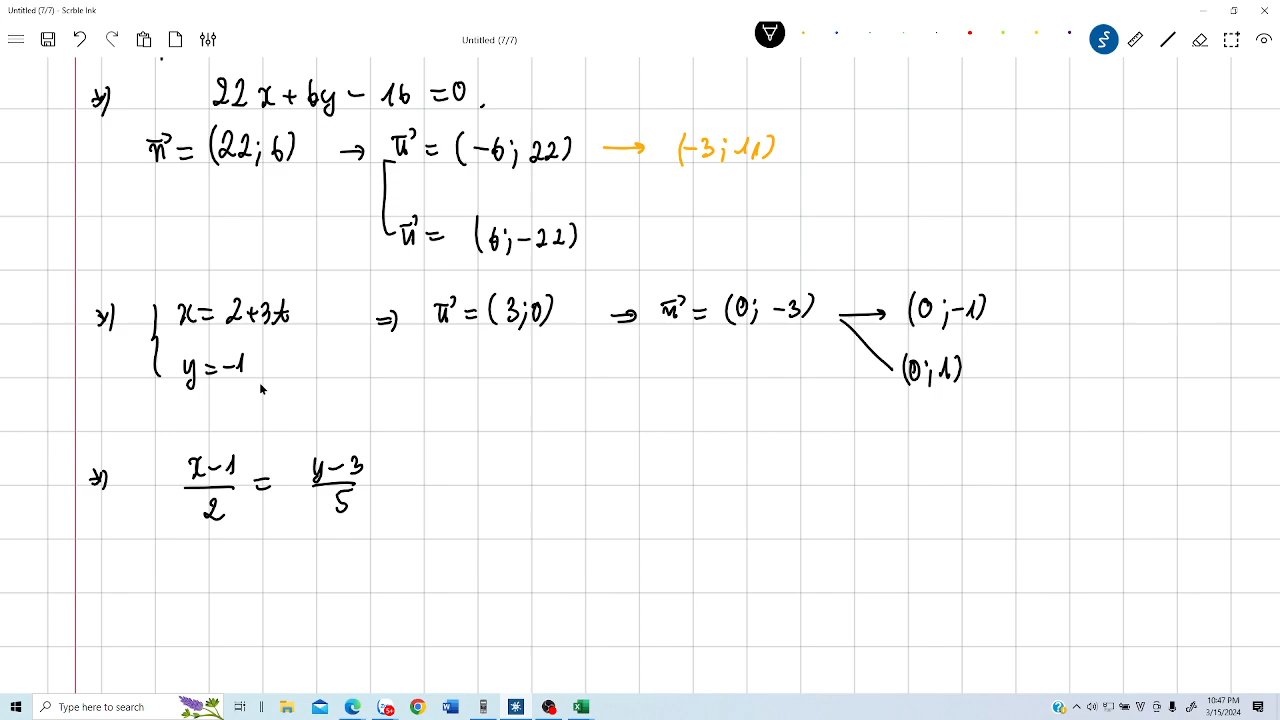 Untitled (7/7) - Scrble Ink
Untitled (7/7)
*) 22x + 6y - 16 = 0.
n⃗ = (22; 6) → u⃗ = (-6; 22) → (-3; 11)
u⃗ = (6; -22)
*) { x = 2+3t ⇒ u⃗ = (3; 0) → n⃗ = (0; -3) → (0; -1)
y = -1 (0; 1)
*) (x-1)/2 = (y-3)/5
Type here to search
10:47 PM
3/15/2024